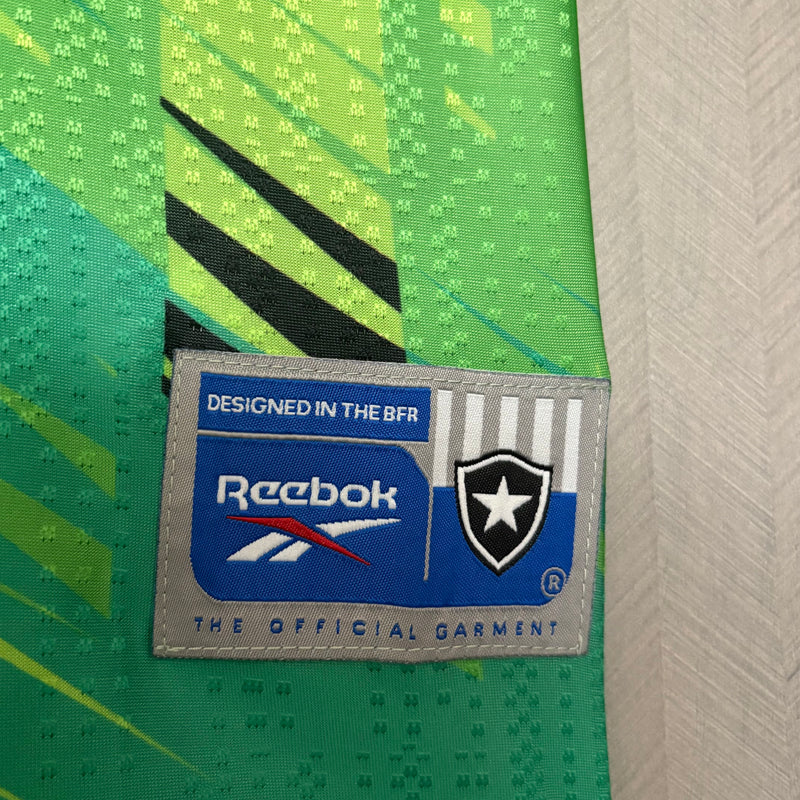 DESIGNED IN THE BFR
Reebok
®
THE OFFICIAL GARMENT